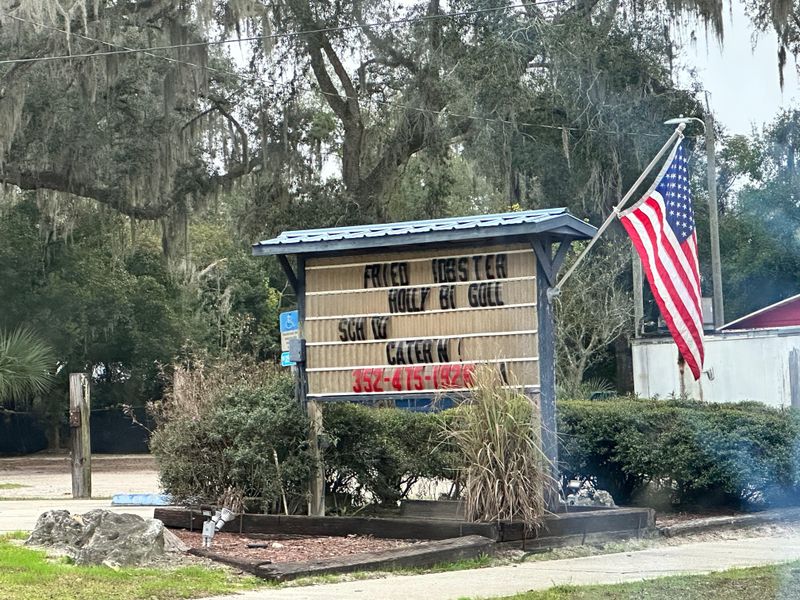 FRIED LOBSTER
HOLLY BI GOLL
SCH
CATER N !
352-475-1926